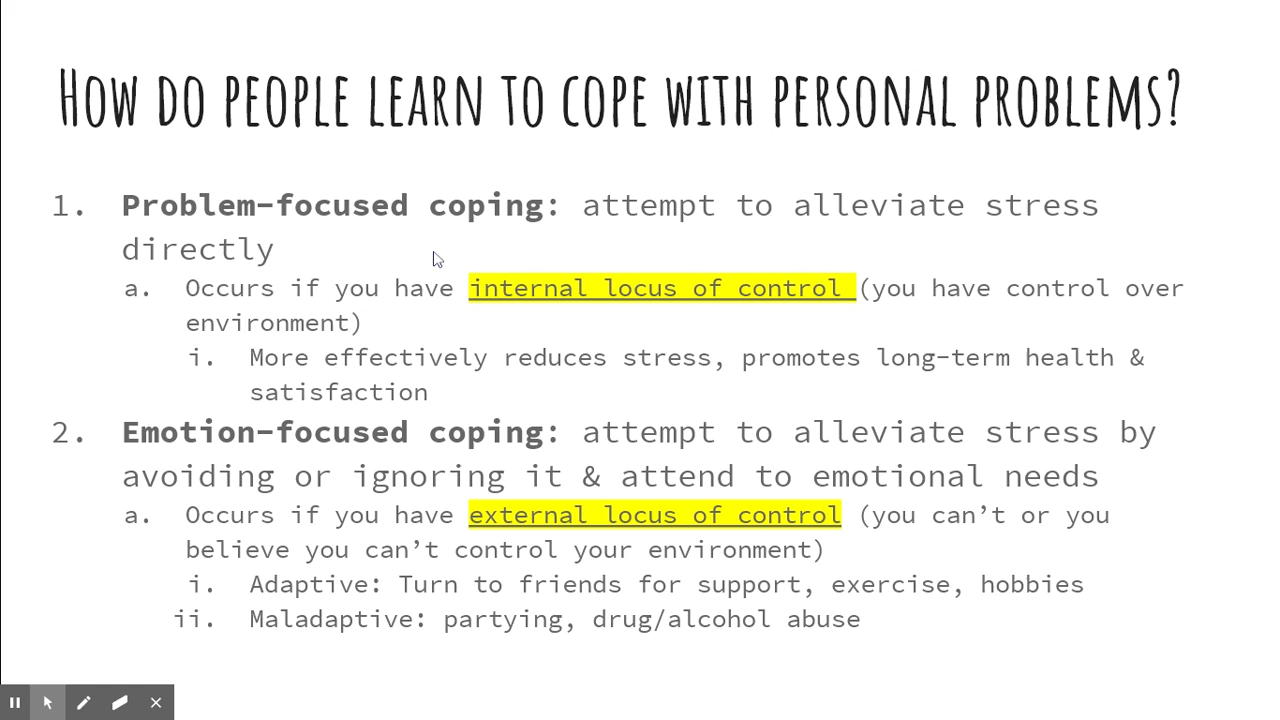 How do people learn to cope with personal problems?
1. Problem-focused coping: attempt to alleviate stress
directly
a. Occurs if you have internal locus of control (you have control over
environment)
i. More effectively reduces stress, promotes long-term health &
satisfaction
2. Emotion-focused coping: attempt to alleviate stress by
avoiding or ignoring it & attend to emotional needs
a. Occurs if you have external locus of control (you can’t or you
believe you can’t control your environment)
i. Adaptive: Turn to friends for support, exercise, hobbies
ii. Maladaptive: partying, drug/alcohol abuse